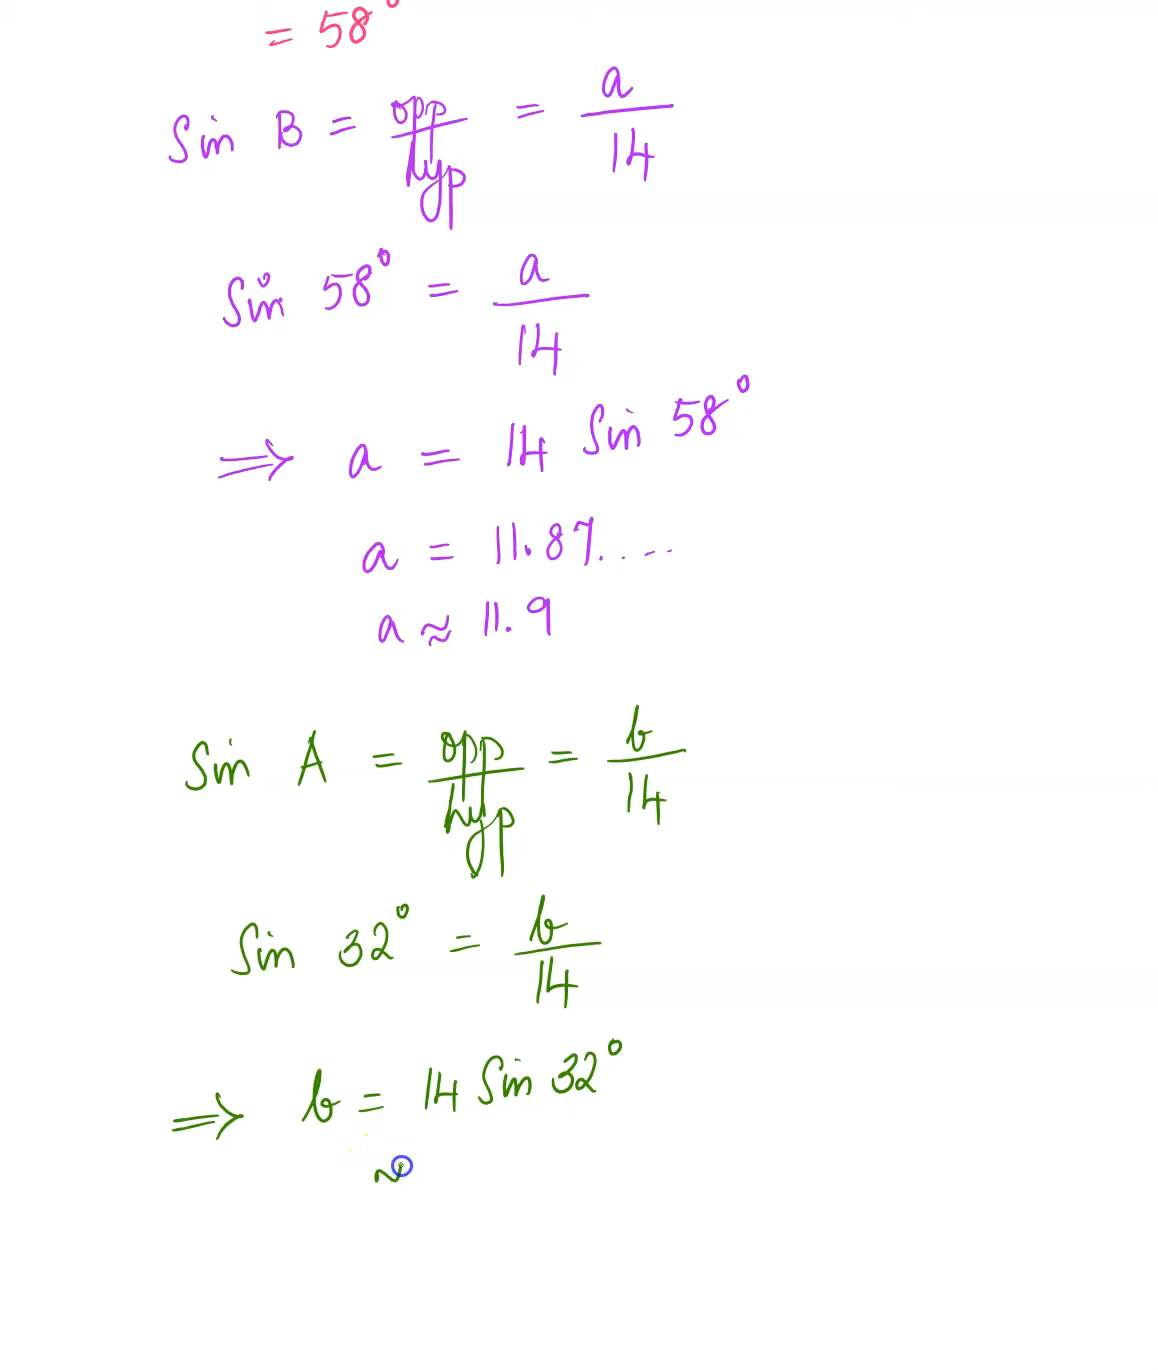 = 58°
Sin B = opp/hyp = a/14
Sin 58° = a/14
⟹ a = 14 Sin 58°
a = 11.87.....
a ≈ 11.9
Sin A = opp/hyp = b/14
Sin 32° = b/14
⟹ b = 14 Sin 32°
~